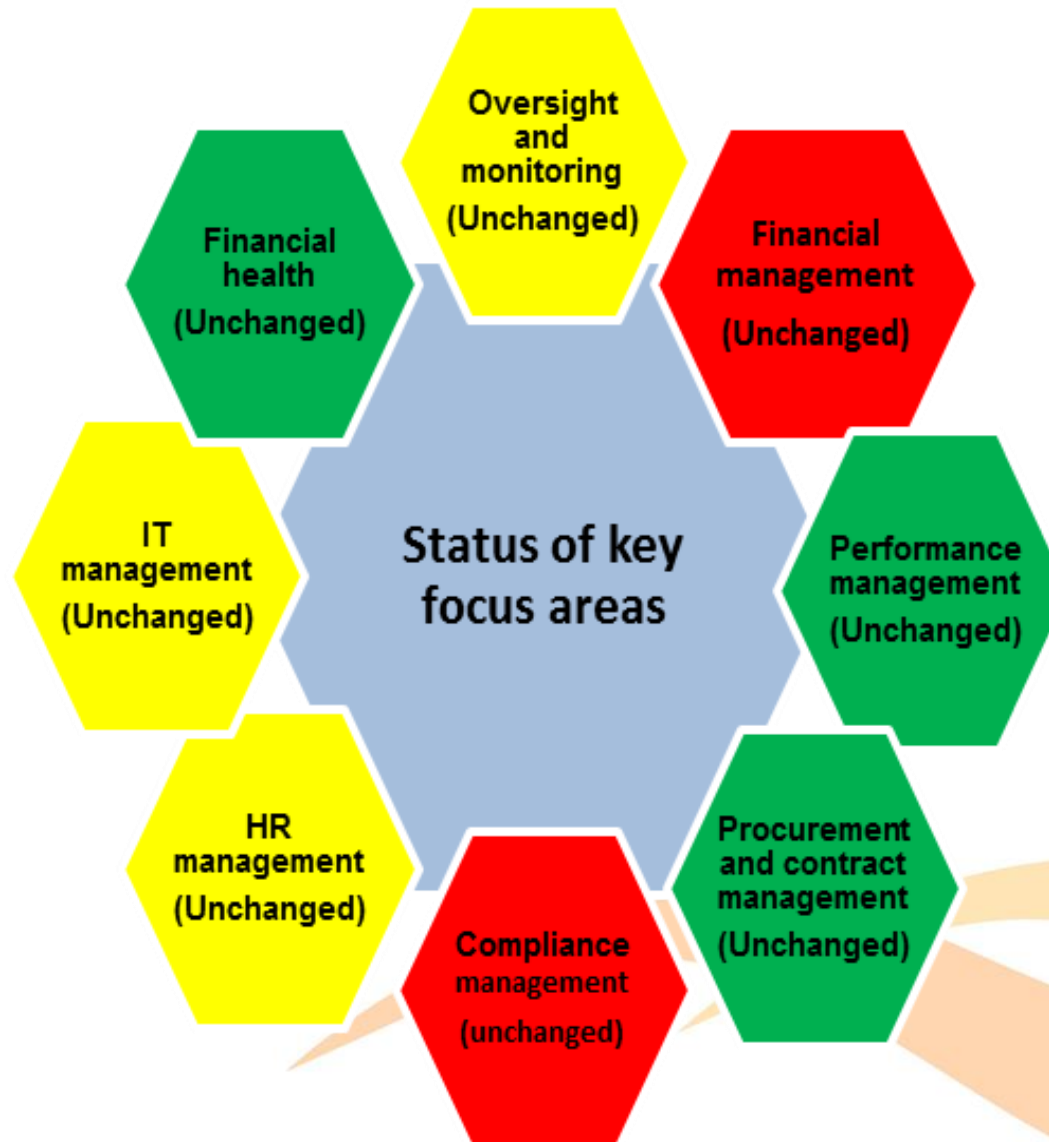 Oversight
and
monitoring
(Unchanged)
Financial
management
(Unchanged)
Performance
management
(Unchanged)
Procurement
and contract
management
(Unchanged)
Compliance
management
(unchanged)
HR
management
(Unchanged)
IT
management
(Unchanged)
Financial
health
(Unchanged)
Status of key
focus areas